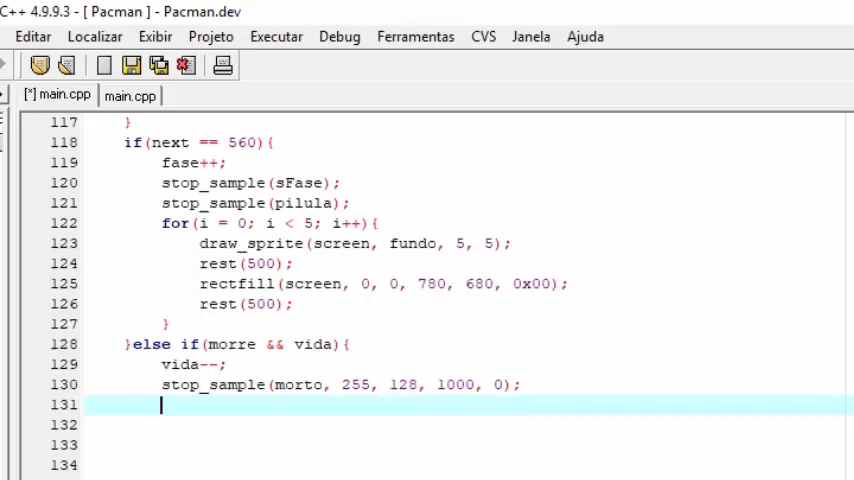 C++ 4.9.9.3 - [ Pacman ] - Pacman.dev
Editar Localizar Exibir Projeto Executar Debug Ferramentas CVS Janela Ajuda
[*] main.cpp main.cpp
117 }
118 if(next == 560){
119 fase++;
120 stop_sample(sFase);
121 stop_sample(pilula);
122 for(i = 0; i < 5; i++){
123 draw_sprite(screen, fundo, 5, 5);
124 rest(500);
125 rectfill(screen, 0, 0, 780, 680, 0x00);
126 rest(500);
127 }
128 }else if(morre && vida){
129 vida--;
130 stop_sample(morto, 255, 128, 1000, 0);
131
132
133
134